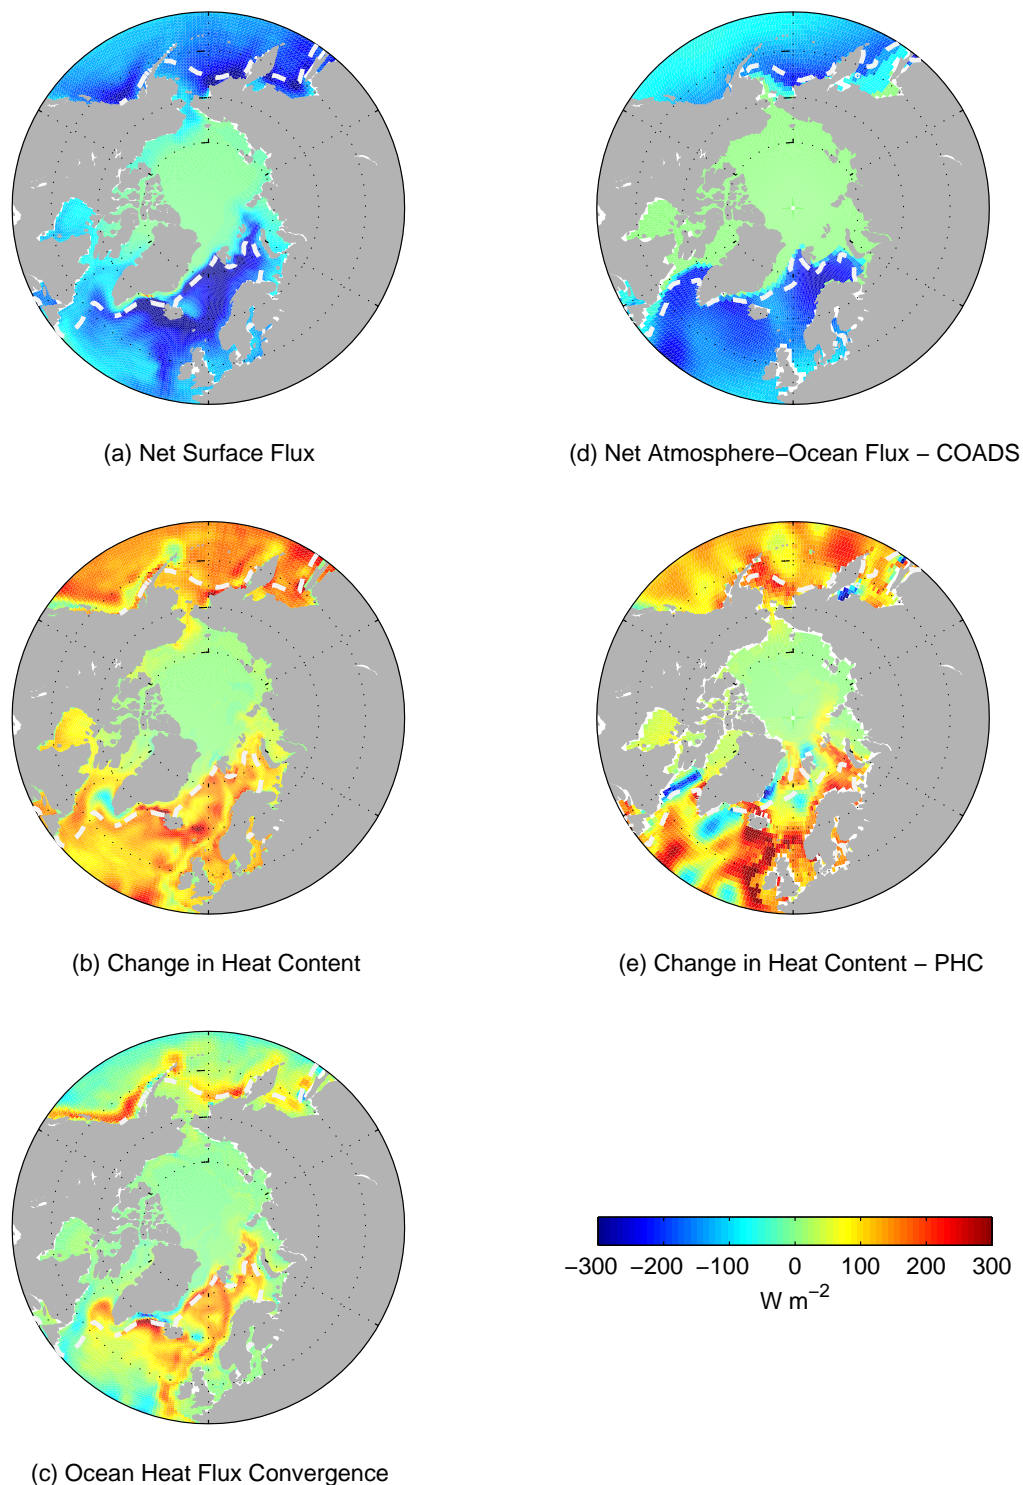 (a) Net Surface Flux
(d) Net Atmosphere−Ocean Flux − COADS
(b) Change in Heat Content
(e) Change in Heat Content − PHC
−300 −200 −100 0 100 200 300
W m⁻²
(c) Ocean Heat Flux Convergence